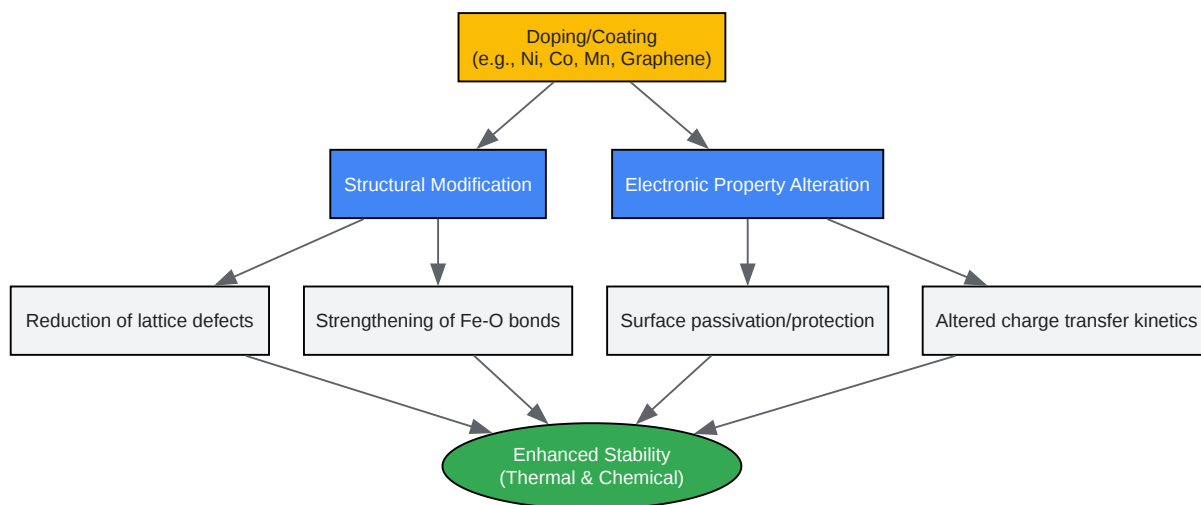 Doping/Coating
(e.g., Ni, Co, Mn, Graphene)
Structural Modification
Electronic Property Alteration
Reduction of lattice defects
Strengthening of Fe-O bonds
Surface passivation/protection
Altered charge transfer kinetics
Enhanced Stability
(Thermal & Chemical)